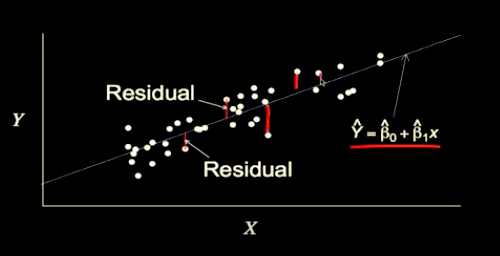 Residual
Y
Ŷ = β̂₀ + β̂₁x
Residual
X